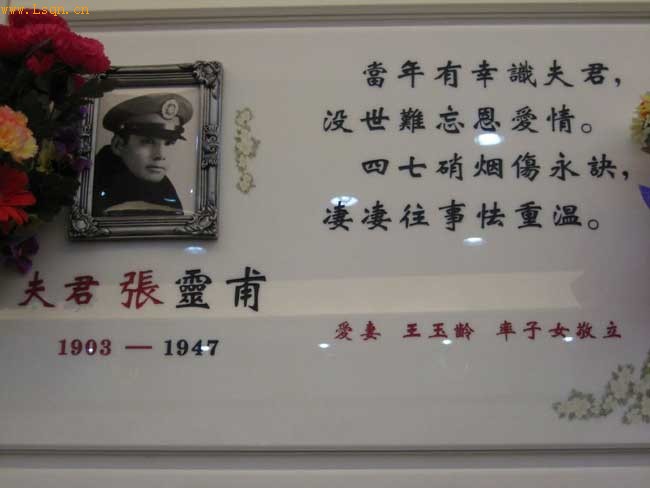 www.Lsqn.cn
當年有幸識夫君，
没世難忘恩愛情。
四七硝烟傷永訣，
凄凄往事怯重溫。
夫君 張靈甫
1903 — 1947
愛妻 王玉齡 率子女敬立